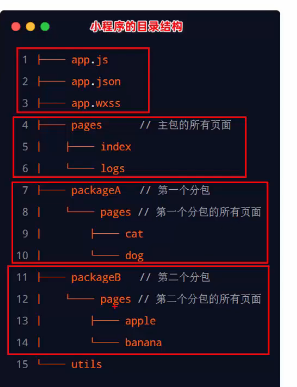 小程序的目录结构
1 ├── app.js
2 ├── app.json
3 ├── app.wxss
4 ├── pages // 主包的所有页面
5 │ ├── index
6 │ └── logs
7 ├── packageA // 第一个分包
8 │ └── pages // 第一个分包的所有页面
9 │ ├── cat
10 │ └── dog
11 ├── packageB // 第二个分包
12 │ └── pages // 第二个分包的所有页面
13 │ ├── apple
14 │ └── banana
15 └── utils